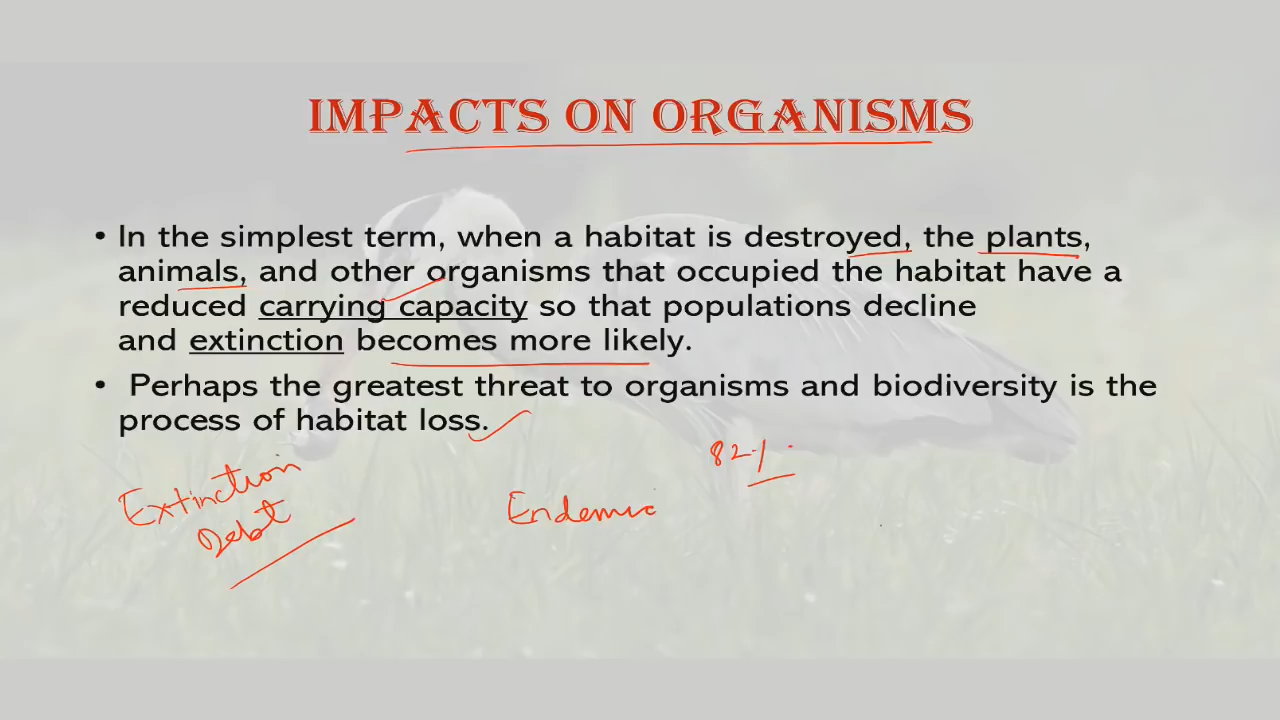 IMPACTS ON ORGANISMS
• In the simplest term, when a habitat is destroyed, the plants,
animals, and other organisms that occupied the habitat have a
reduced carrying capacity so that populations decline
and extinction becomes more likely.
• Perhaps the greatest threat to organisms and biodiversity is the
process of habitat loss.
82%
Extinction
Debt
Endemic